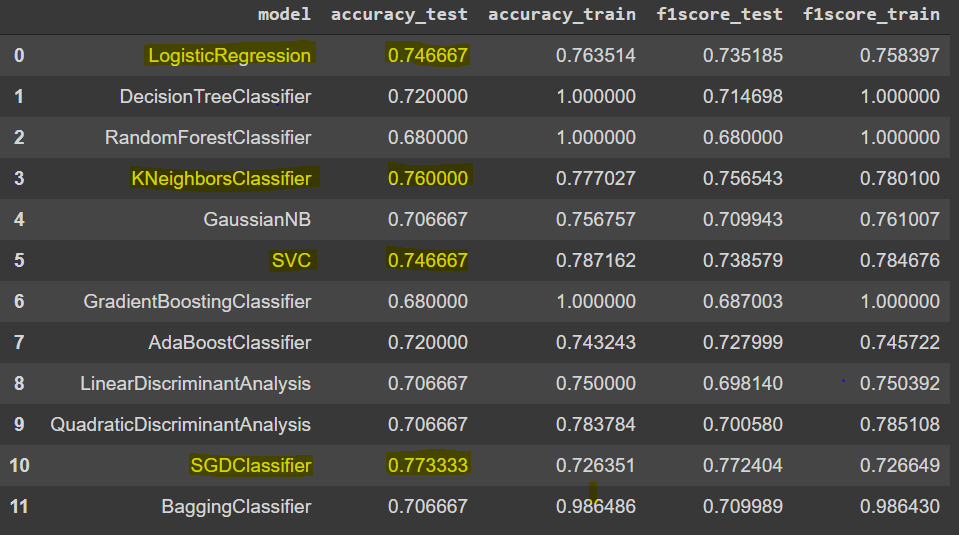 model accuracy_test accuracy_train f1score_test f1score_train
0 LogisticRegression 0.746667 0.763514 0.735185 0.758397
1 DecisionTreeClassifier 0.720000 1.000000 0.714698 1.000000
2 RandomForestClassifier 0.680000 1.000000 0.680000 1.000000
3 KNeighborsClassifier 0.760000 0.777027 0.756543 0.780100
4 GaussianNB 0.706667 0.756757 0.709943 0.761007
5 SVC 0.746667 0.787162 0.738579 0.784676
6 GradientBoostingClassifier 0.680000 1.000000 0.687003 1.000000
7 AdaBoostClassifier 0.720000 0.743243 0.727999 0.745722
8 LinearDiscriminantAnalysis 0.706667 0.750000 0.698140 0.750392
9 QuadraticDiscriminantAnalysis 0.706667 0.783784 0.700580 0.785108
10 SGDClassifier 0.773333 0.726351 0.772404 0.726649
11 BaggingClassifier 0.706667 0.986486 0.709989 0.986430